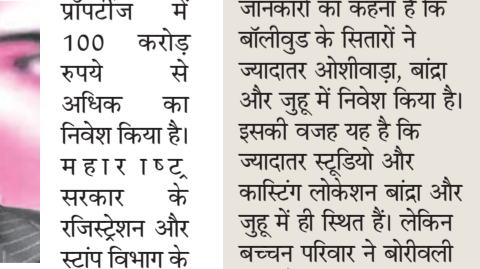 प्रॉपर्टीज में
100 करोड़
रुपये से
अधिक का
निवेश किया है।
महाराष्ट्र
सरकार के
रजिस्ट्रेशन और
स्टांप विभाग के
जानकारों का कहना है कि
बॉलीवुड के सितारों ने
ज्यादातर ओशीवाड़ा, बांद्रा
और जुहू में निवेश किया है।
इसकी वजह यह है कि
ज्यादातर स्टूडियो और
कास्टिंग लोकेशन बांद्रा और
जुहू में ही स्थित हैं। लेकिन
बच्चन परिवार ने बोरीवली